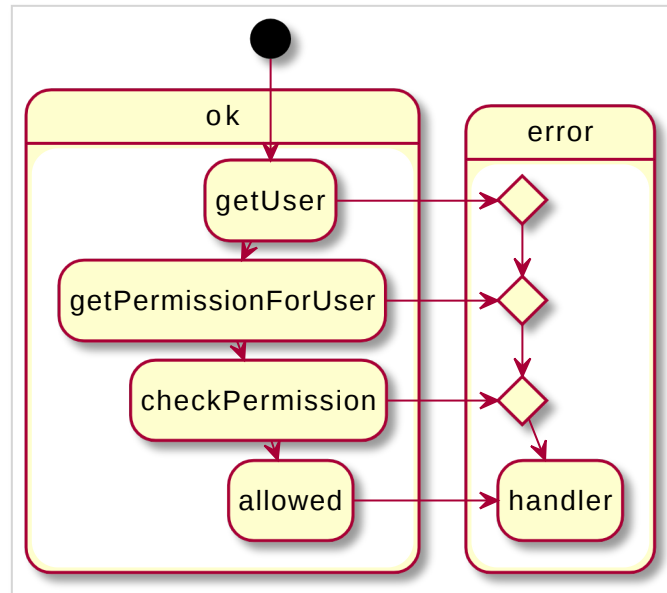 ok
error
getUser
getPermissionForUser
checkPermission
allowed
handler